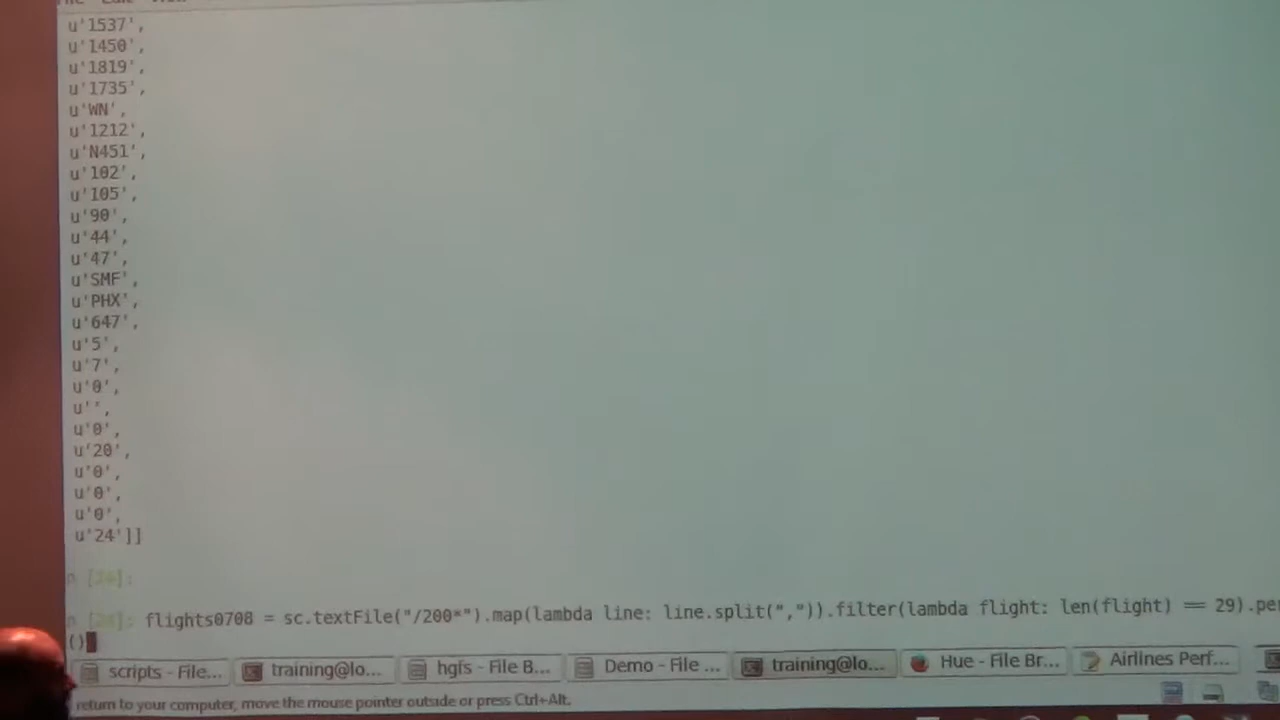 u'1537',
u'1450',
u'1819',
u'1735',
u'WN',
u'1212',
u'N451',
u'102',
u'105',
u'90',
u'44',
u'47',
u'SMF',
u'PHX',
u'647',
u'5',
u'7',
u'0',
u'',
u'0',
u'20',
u'0',
u'0',
u'0',
u'24']]
flights0708 = sc.textFile("/200*").map(lambda line: line.split(",")).filter(lambda flight: len(flight) == 29).per
()
scripts - File... training@lo... hgfs - File B... Demo - File ... training@lo... Hue - File Br... Airlines Perf...
return to your computer, move the mouse pointer outside or press Ctrl+Alt.